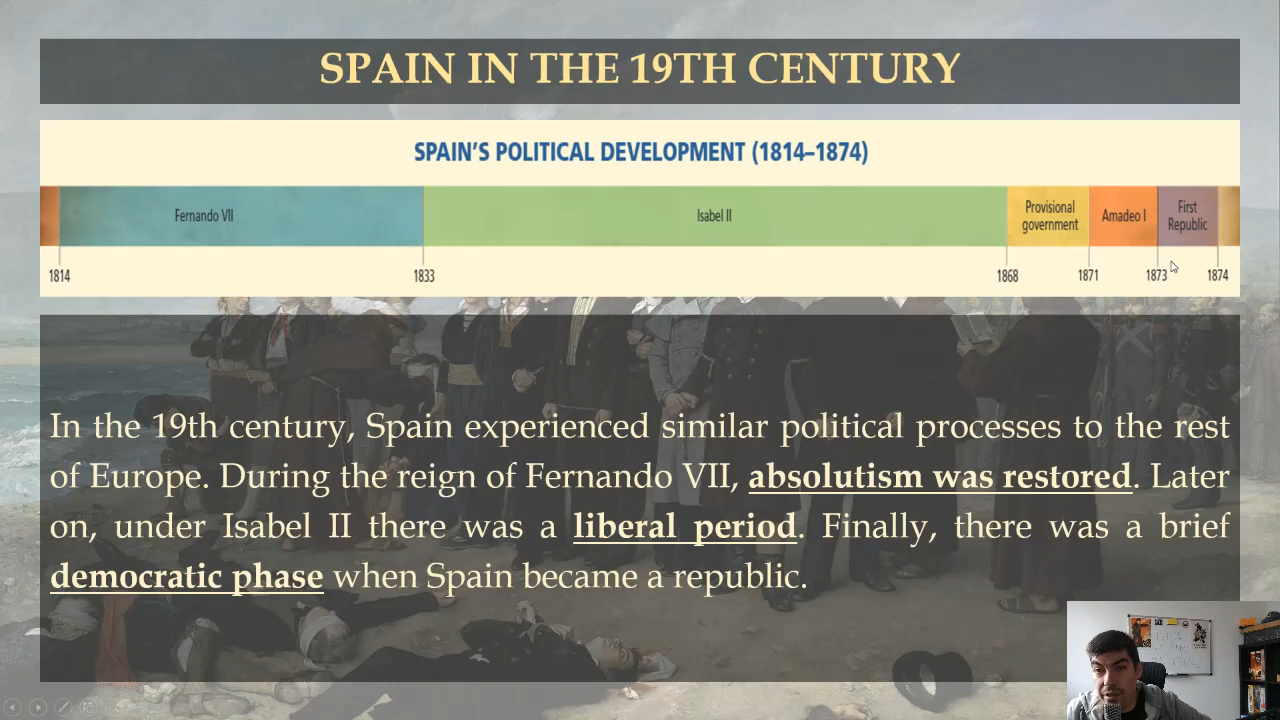 SPAIN IN THE 19TH CENTURY
SPAIN'S POLITICAL DEVELOPMENT (1814–1874)
Fernando VII
Isabel II
Provisional
government
Amadeo I
First
Republic
1814
1833
1868
1871
1873
1874
In the 19th century, Spain experienced similar political processes to the rest
of Europe. During the reign of Fernando VII, absolutism was restored. Later
on, under Isabel II there was a liberal period. Finally, there was a brief
democratic phase when Spain became a republic.